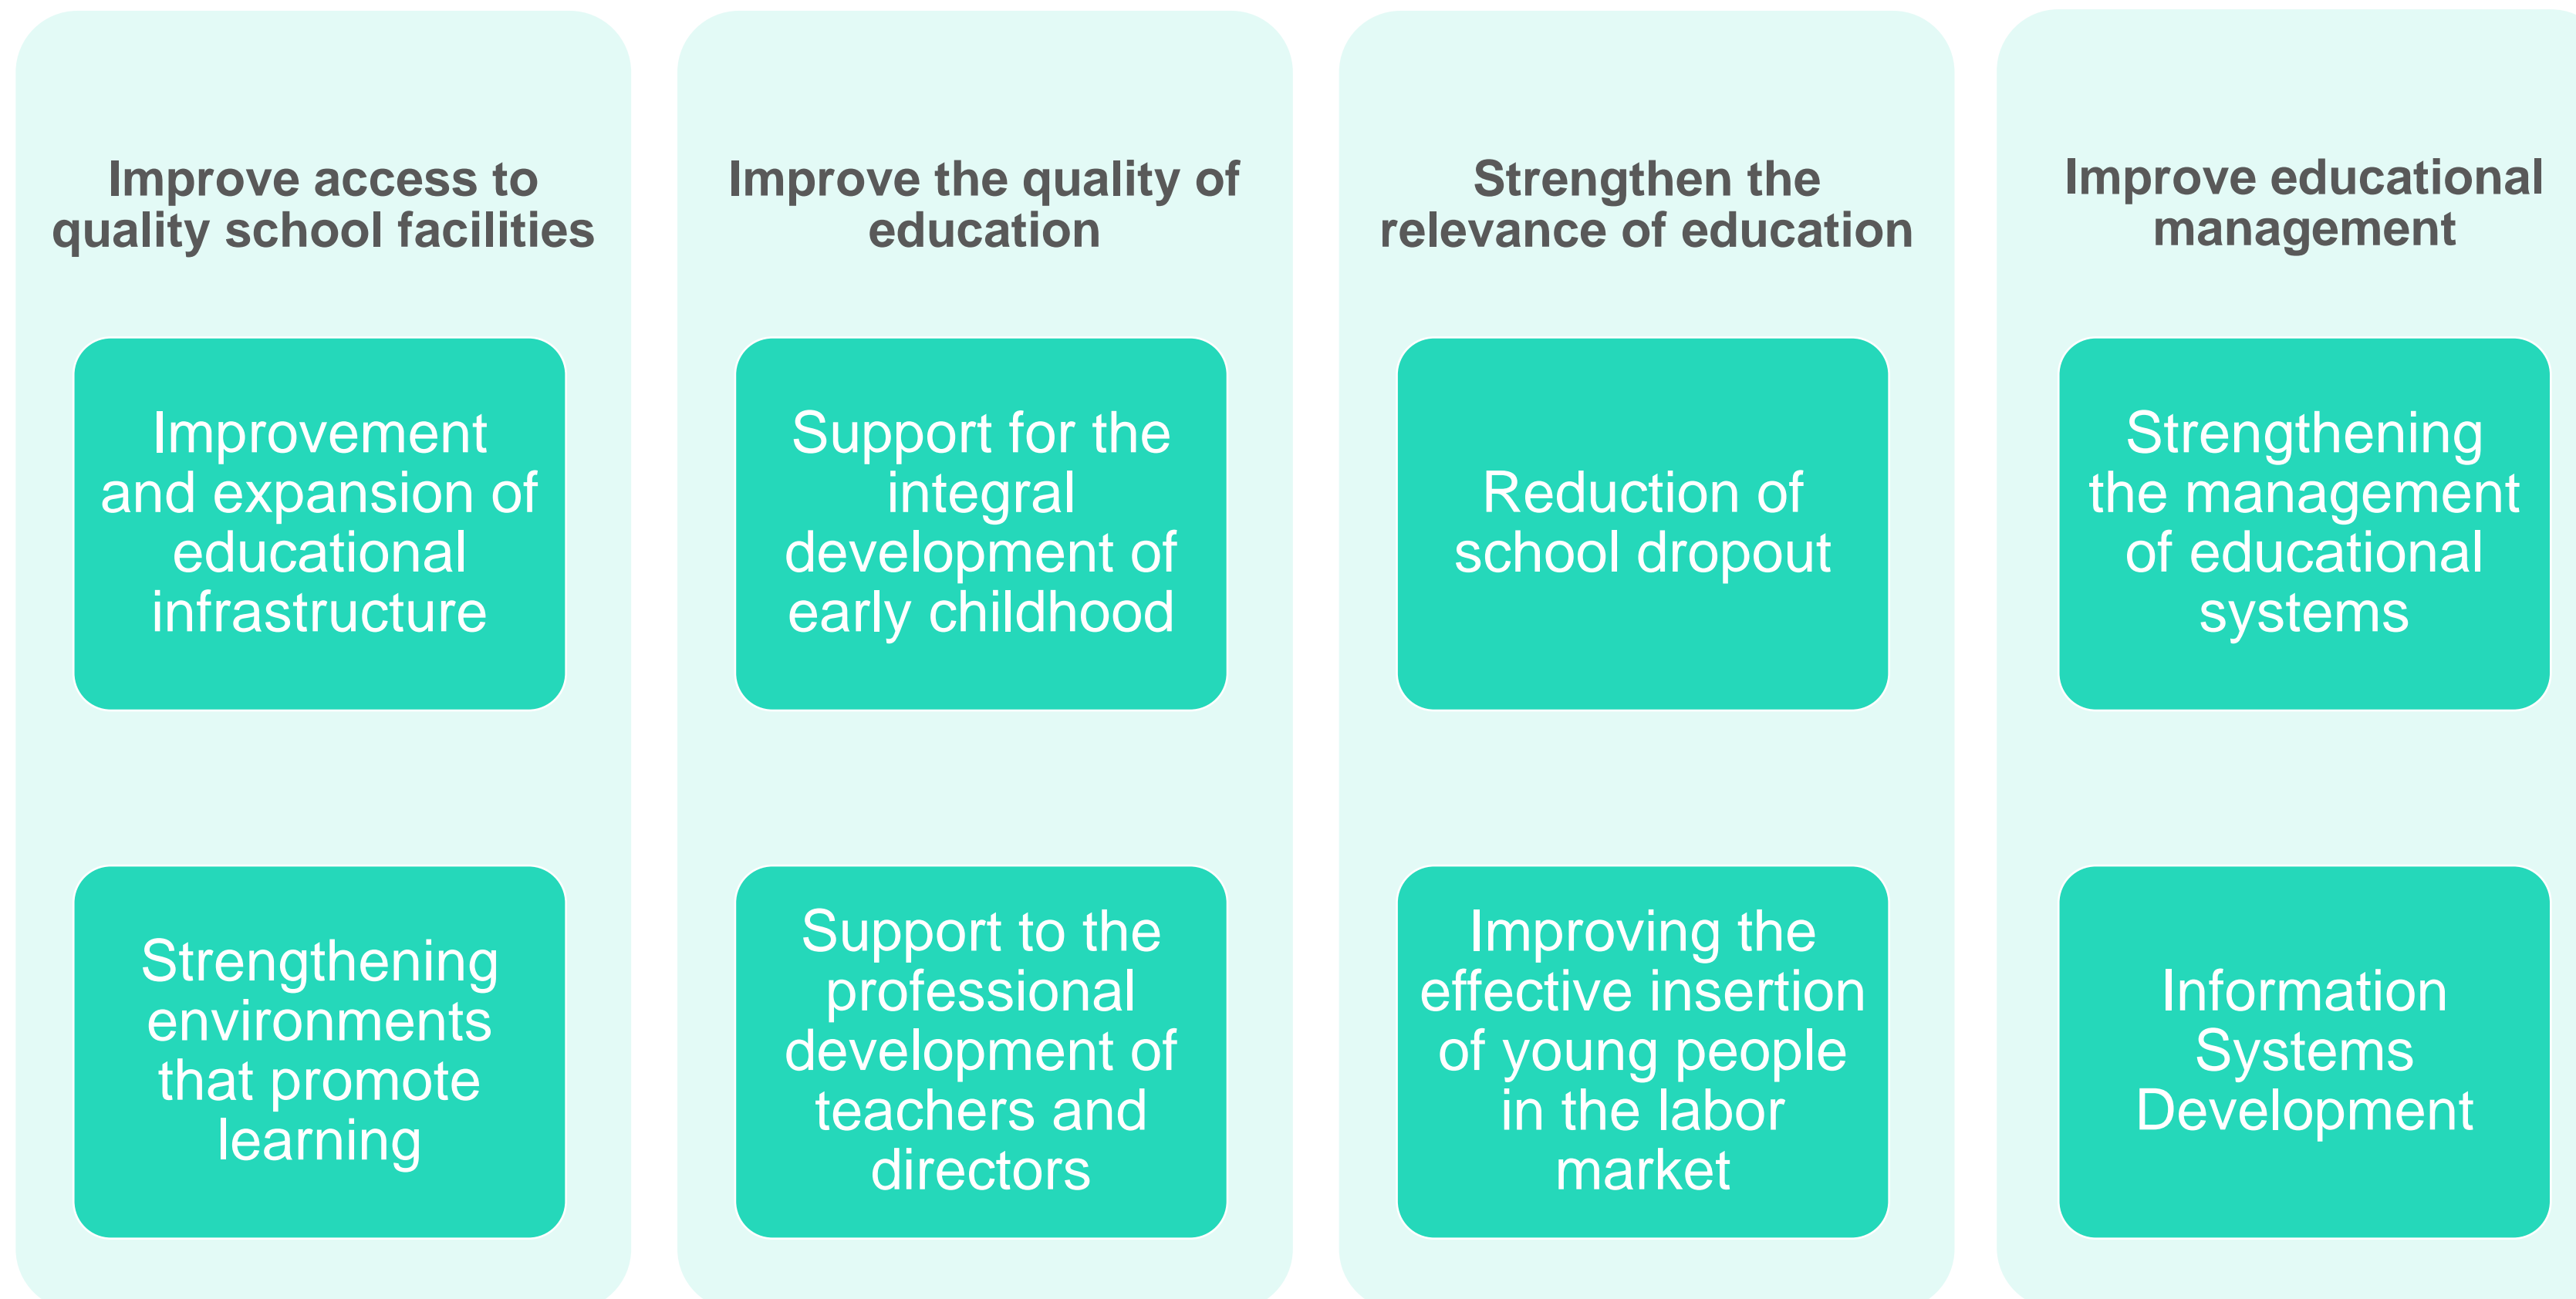 Improve access to
quality school facilities
Improvement
and expansion of
educational
infrastructure
Strengthening
environments
that promote
learning
Improve the quality of
education
Support for the
integral
development of
early childhood
Support to the
professional
development of
teachers and
directors
Strengthen the
relevance of education
Reduction of
school dropout
Improving the
effective insertion
of young people
in the labor
market
Improve educational
management
Strengthening
the management
of educational
systems
Information
Systems
Development